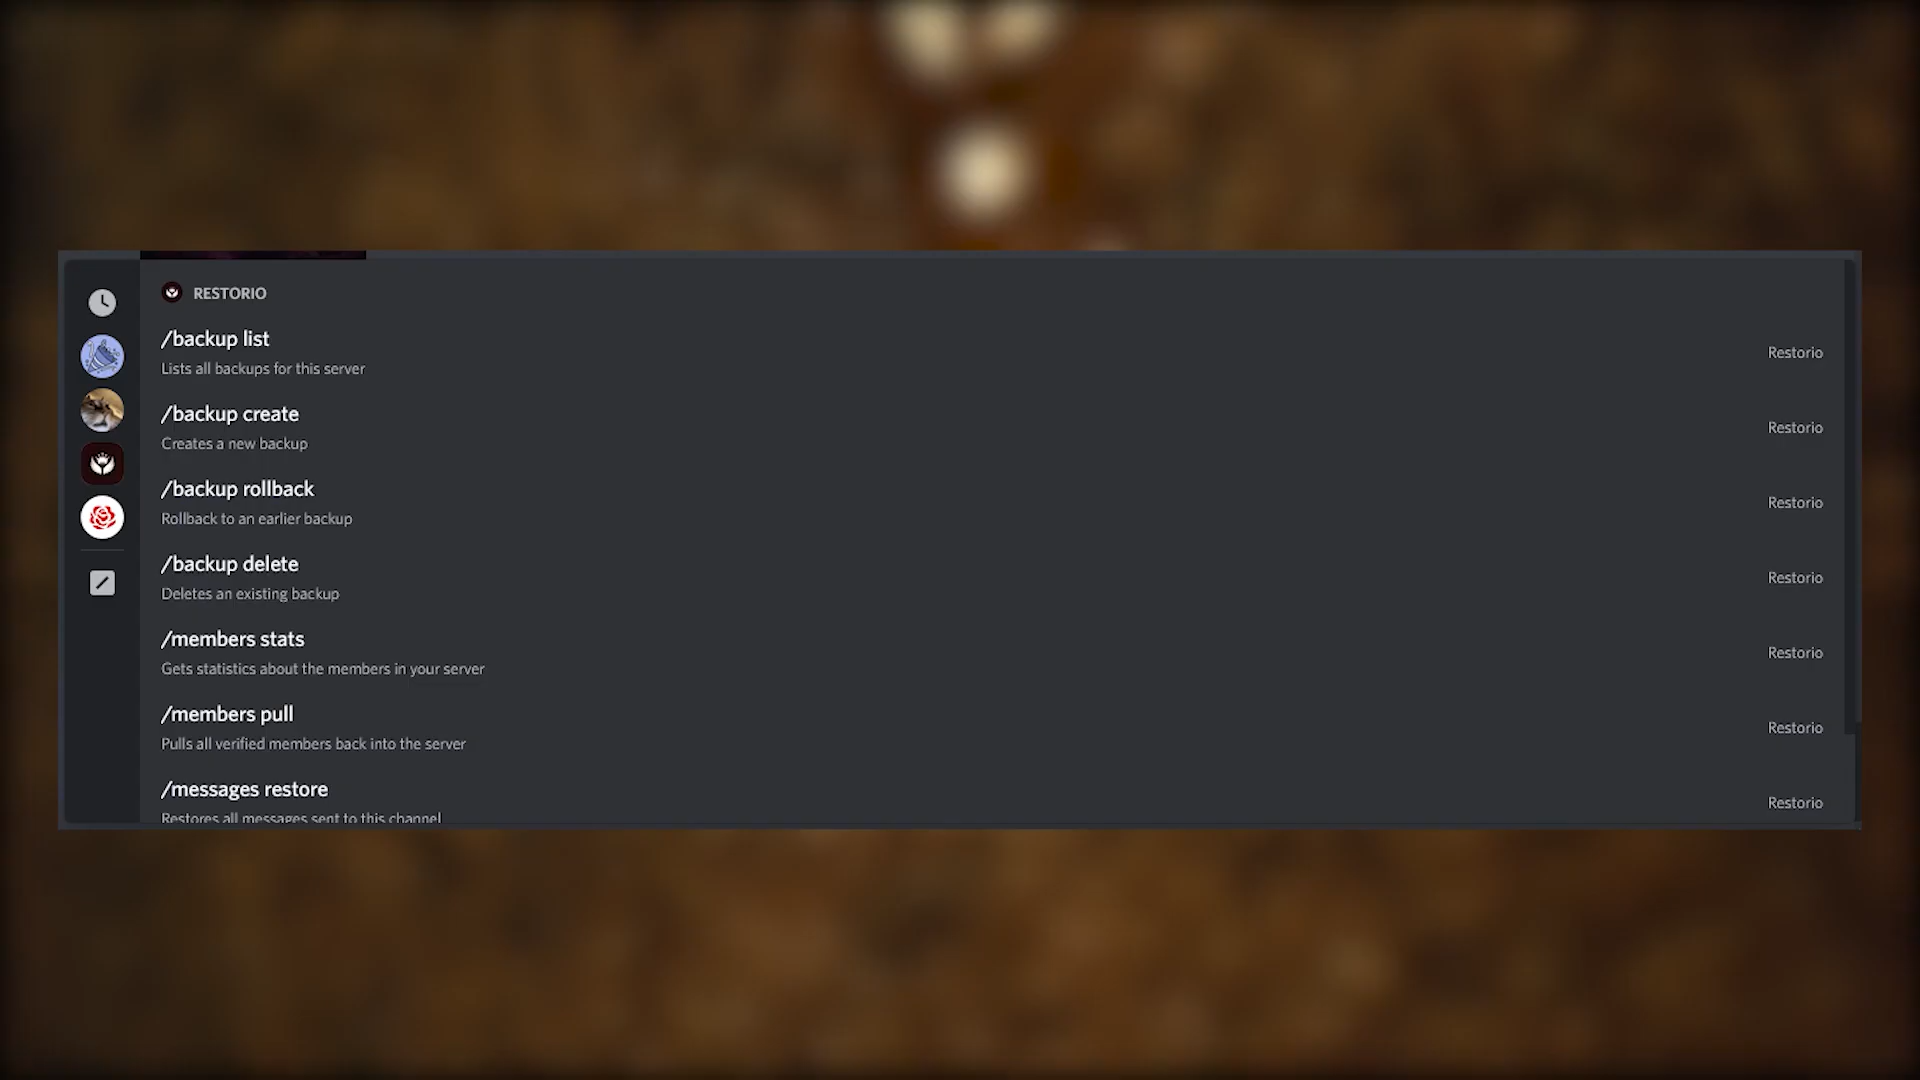 RESTORIO
/backup list
Lists all backups for this server
Restorio
/backup create
Creates a new backup
Restorio
/backup rollback
Rollback to an earlier backup
Restorio
/backup delete
Deletes an existing backup
Restorio
/members stats
Gets statistics about the members in your server
Restorio
/members pull
Pulls all verified members back into the server
Restorio
/messages restore
Restores all messages sent to this channel
Restorio